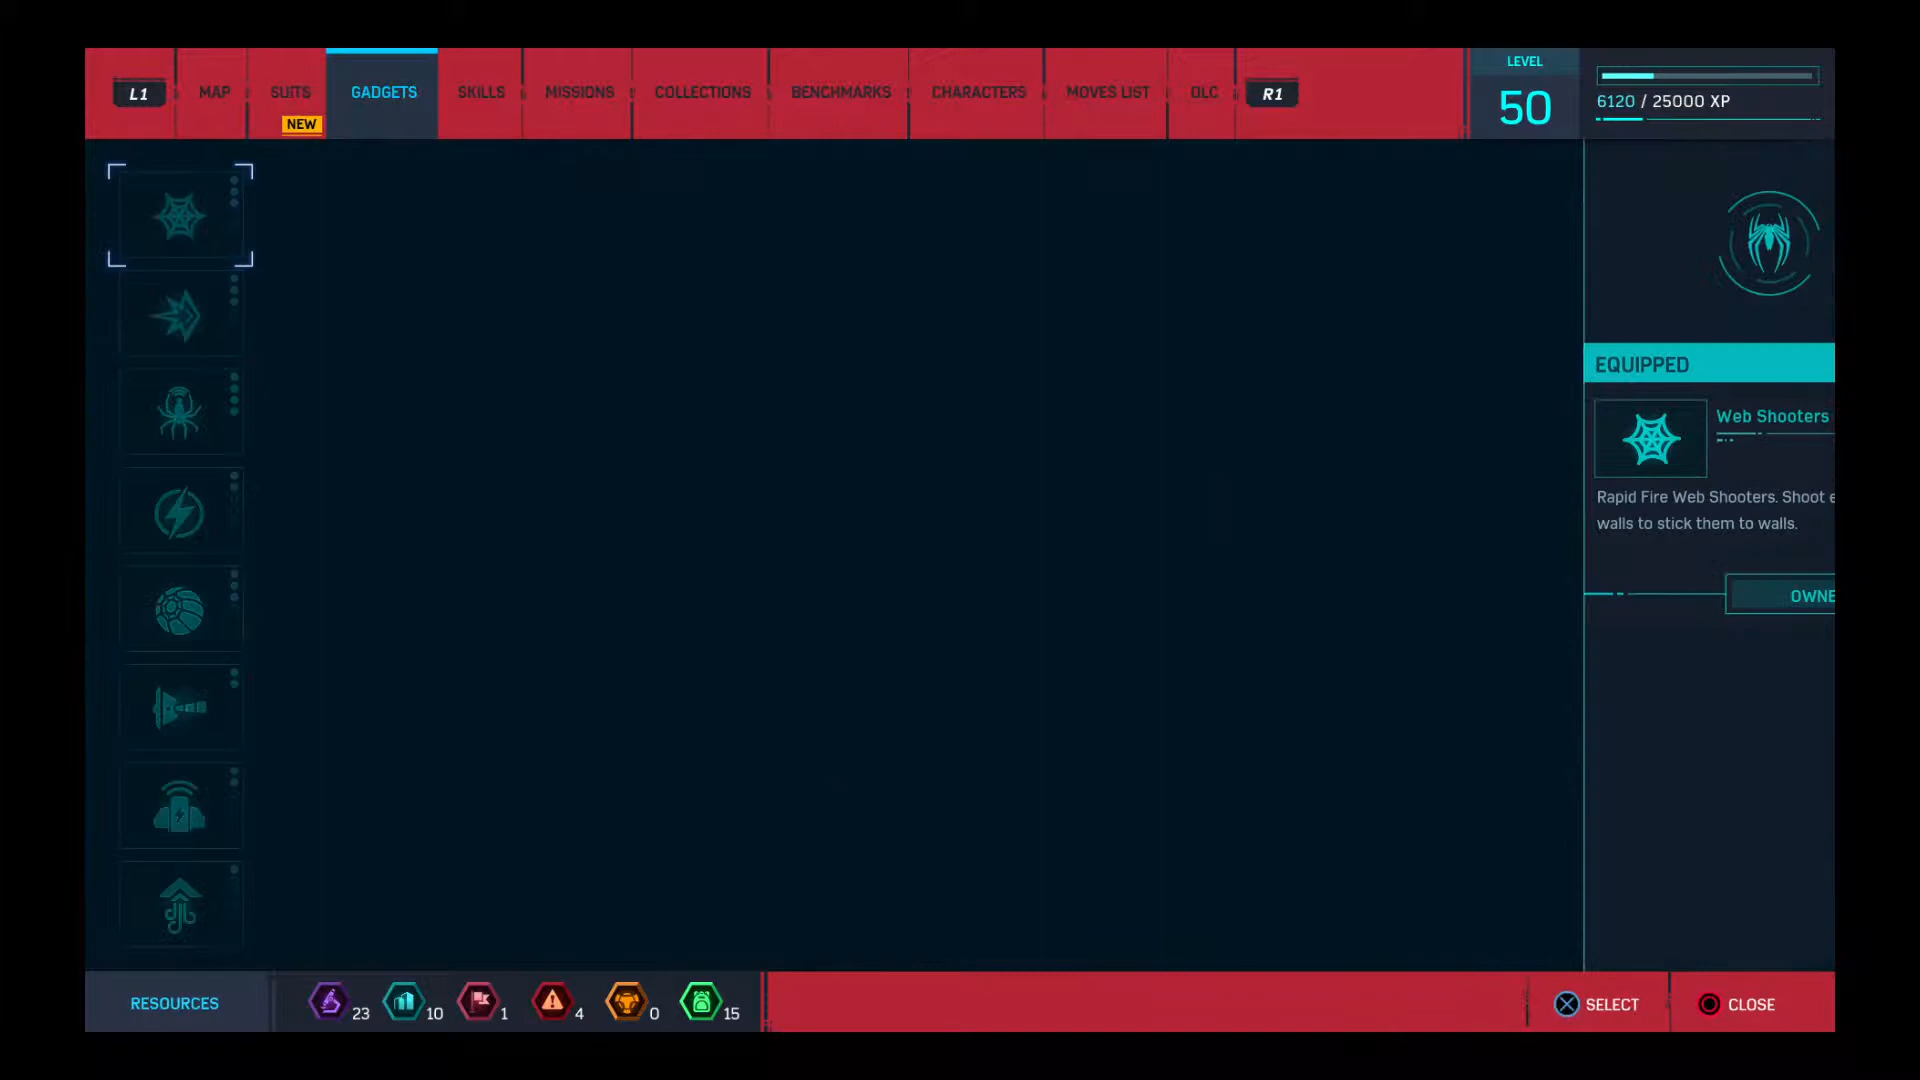 L1
MAP
SUITS
NEW
GADGETS
SKILLS
MISSIONS
COLLECTIONS
BENCHMARKS
CHARACTERS
MOVES LIST
DLC
R1
LEVEL
50
6120 / 25000 XP
EQUIPPED
Web Shooters
Rapid Fire Web Shooters. Shoot e
walls to stick them to walls.
OWNE
RESOURCES
23
10
1
4
0
15
SELECT
CLOSE